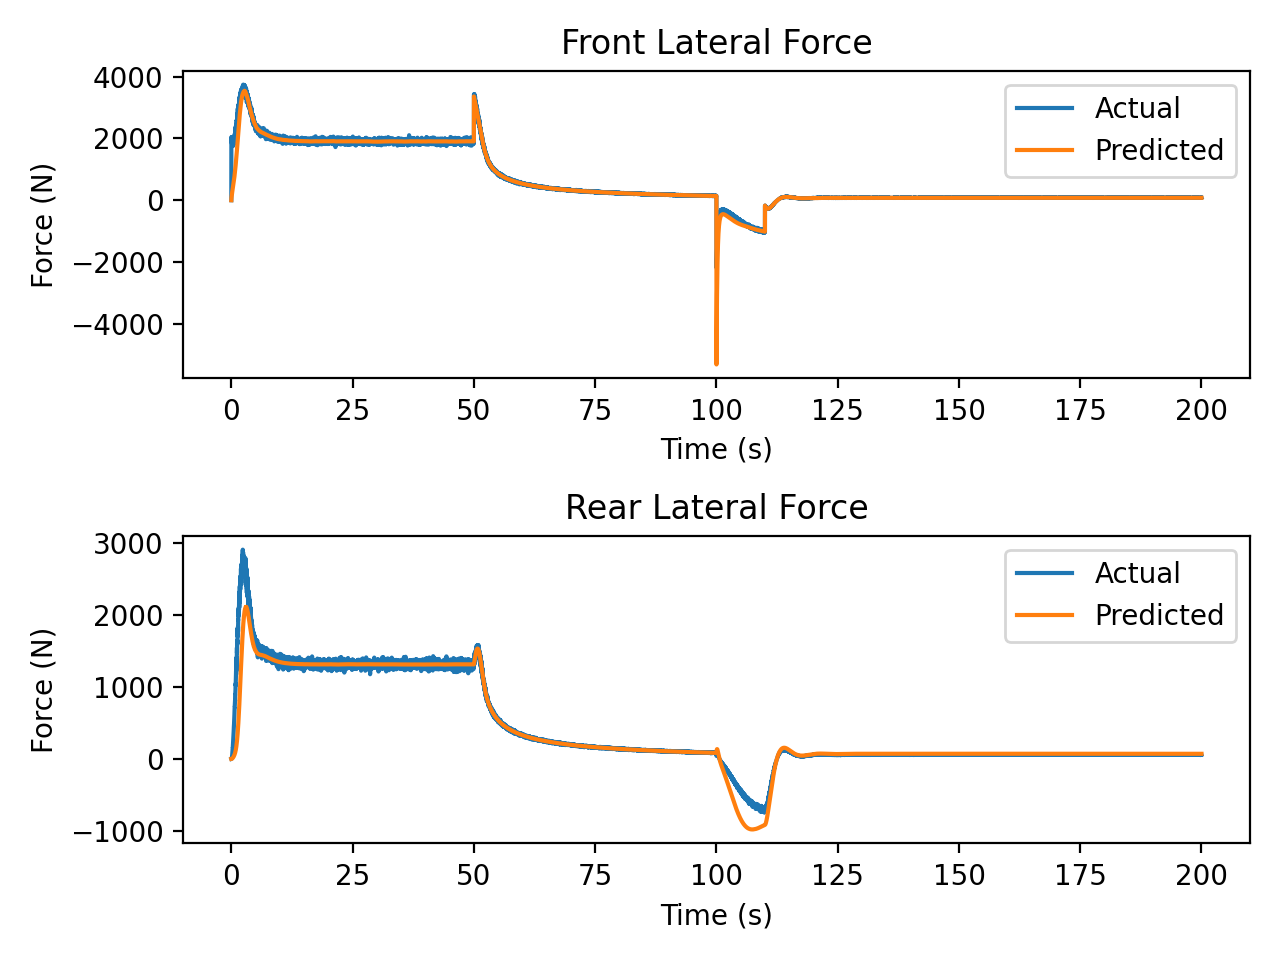 Front Lateral Force
4000
2000
0
−2000
−4000
Force (N)
Actual
Predicted
0 25 50 75 100 125 150 175 200
Time (s)
Rear Lateral Force
3000
2000
1000
0
−1000
Force (N)
Actual
Predicted
0 25 50 75 100 125 150 175 200
Time (s)